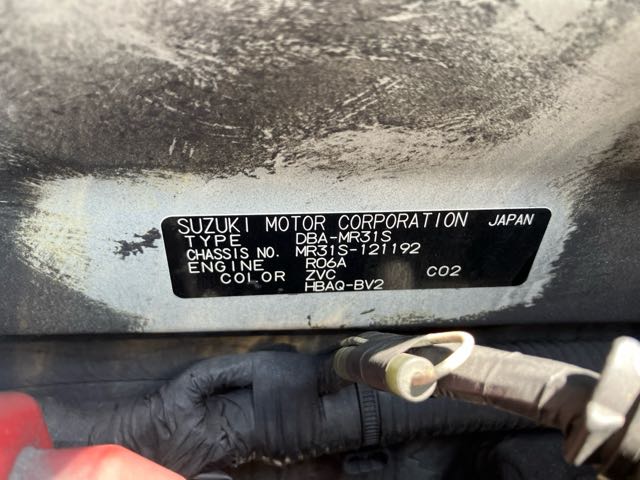 SUZUKI MOTOR CORPORATION JAPAN
TYPE DBA-MR31S
CHASSIS NO. MR31S-121192
ENGINE R06A
COLOR ZVC C02
HBAQ-BV2